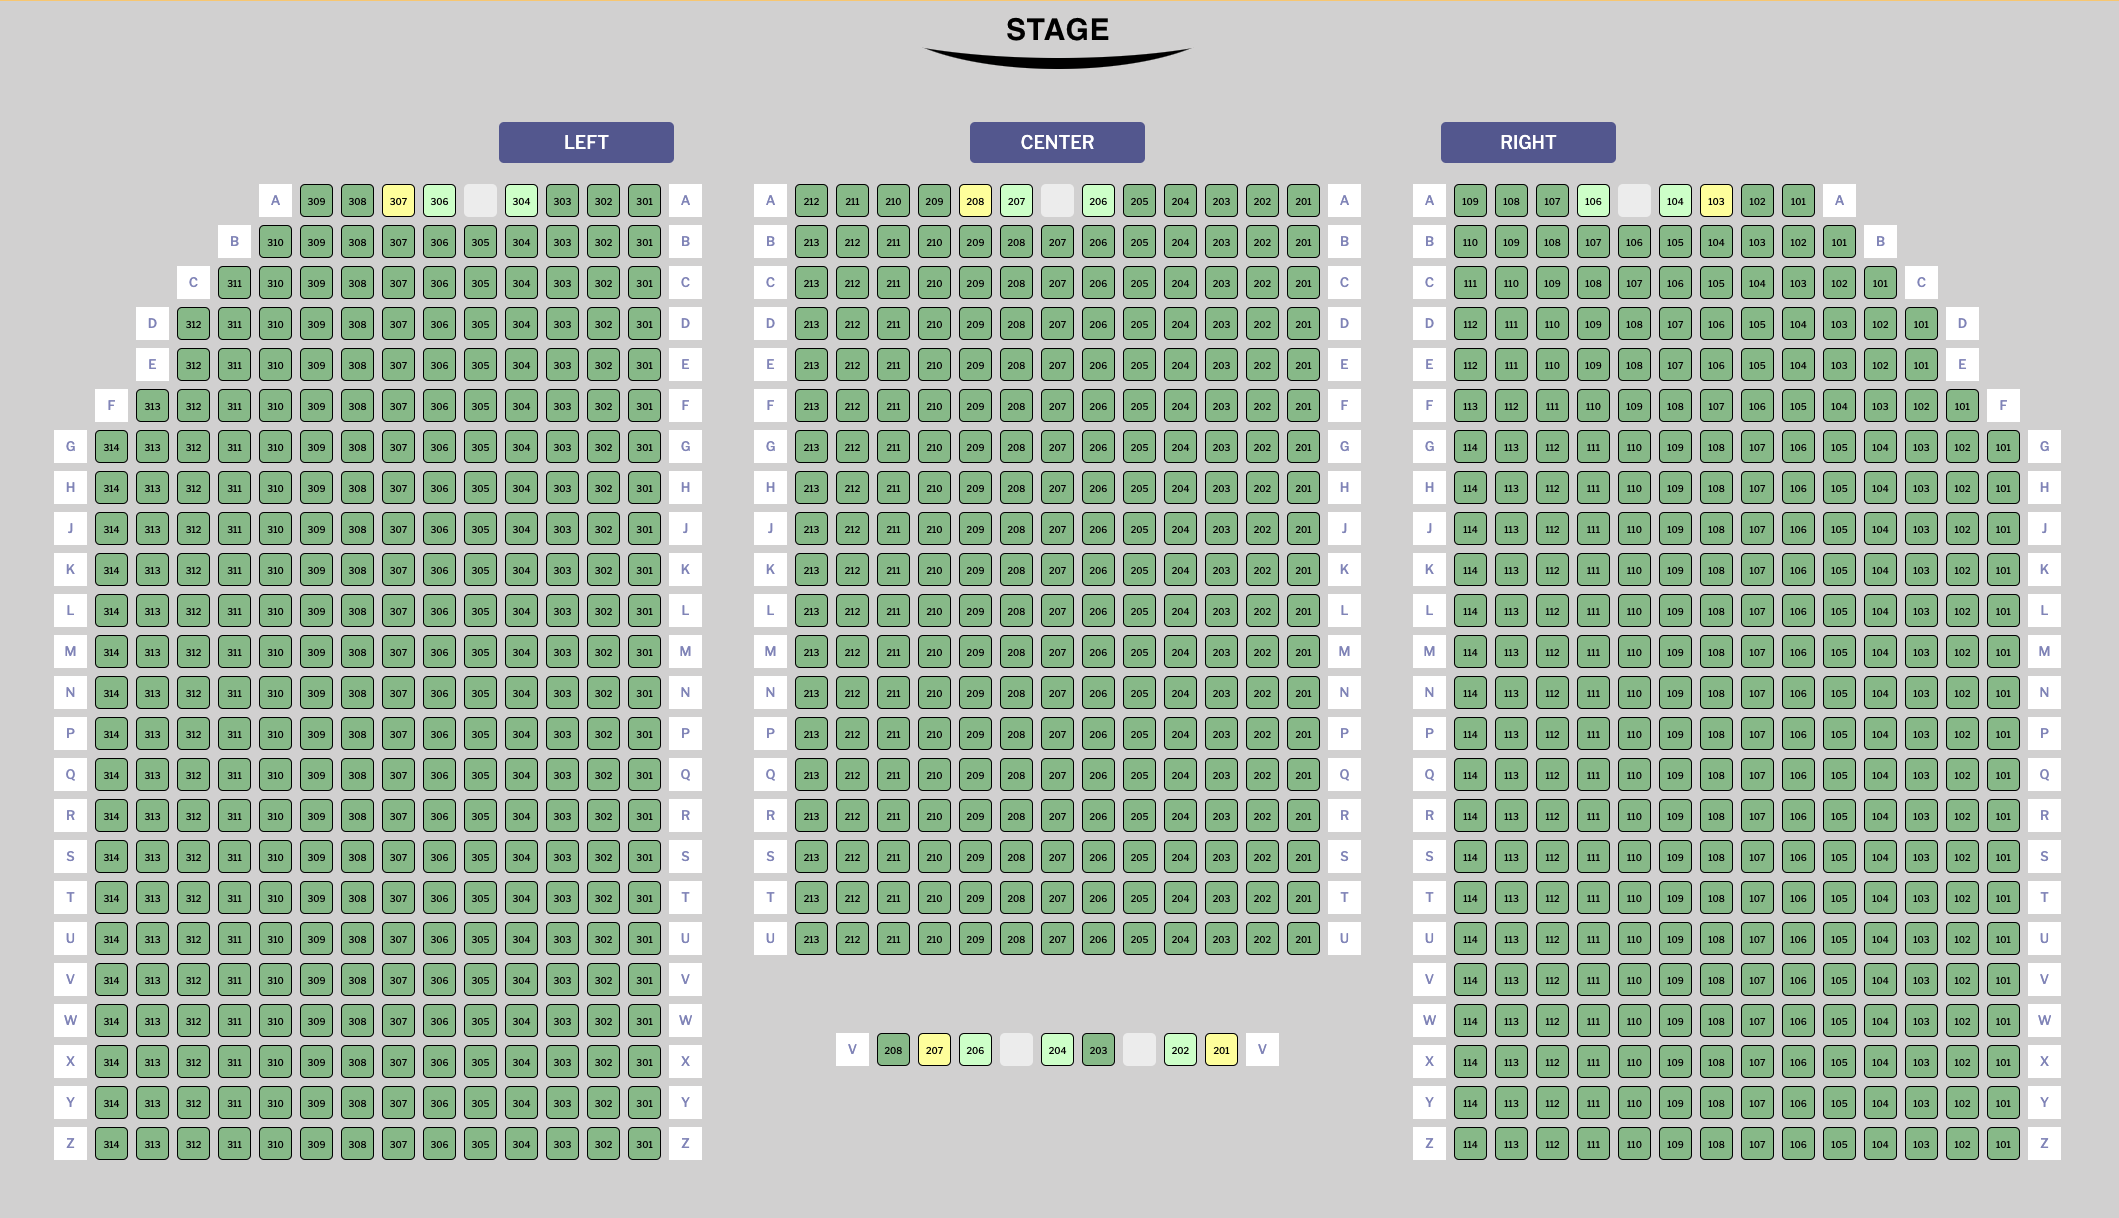 STAGE
LEFT CENTER RIGHT
A 309 308 307 306 304 303 302 301 A A 212 211 210 209 208 207 206 205 204 203 202 201 A A 109 108 107 106 104 103 102 101 A
B 310 309 308 307 306 305 304 303 302 301 B B 213 212 211 210 209 208 207 206 205 204 203 202 201 B B 110 109 108 107 106 105 104 103 102 101 B
C 311 310 309 308 307 306 305 304 303 302 301 C C 213 212 211 210 209 208 207 206 205 204 203 202 201 C C 111 110 109 108 107 106 105 104 103 102 101 C
D 312 311 310 309 308 307 306 305 304 303 302 301 D D 213 212 211 210 209 208 207 206 205 204 203 202 201 D D 112 111 110 109 108 107 106 105 104 103 102 101 D
E 312 311 310 309 308 307 306 305 304 303 302 301 E E 213 212 211 210 209 208 207 206 205 204 203 202 201 E E 112 111 110 109 108 107 106 105 104 103 102 101 E
F 313 312 311 310 309 308 307 306 305 304 303 302 301 F F 213 212 211 210 209 208 207 206 205 204 203 202 201 F F 113 112 111 110 109 108 107 106 105 104 103 102 101 F
G 314 313 312 311 310 309 308 307 306 305 304 303 302 301 G G 213 212 211 210 209 208 207 206 205 204 203 202 201 G G 114 113 112 111 110 109 108 107 106 105 104 103 102 101 G
H 314 313 312 311 310 309 308 307 306 305 304 303 302 301 H H 213 212 211 210 209 208 207 206 205 204 203 202 201 H H 114 113 112 111 110 109 108 107 106 105 104 103 102 101 H
J 314 313 312 311 310 309 308 307 306 305 304 303 302 301 J J 213 212 211 210 209 208 207 206 205 204 203 202 201 J J 114 113 112 111 110 109 108 107 106 105 104 103 102 101 J
K 314 313 312 311 310 309 308 307 306 305 304 303 302 301 K K 213 212 211 210 209 208 207 206 205 204 203 202 201 K K 114 113 112 111 110 109 108 107 106 105 104 103 102 101 K
L 314 313 312 311 310 309 308 307 306 305 304 303 302 301 L L 213 212 211 210 209 208 207 206 205 204 203 202 201 L L 114 113 112 111 110 109 108 107 106 105 104 103 102 101 L
M 314 313 312 311 310 309 308 307 306 305 304 303 302 301 M M 213 212 211 210 209 208 207 206 205 204 203 202 201 M M 114 113 112 111 110 109 108 107 106 105 104 103 102 101 M
N 314 313 312 311 310 309 308 307 306 305 304 303 302 301 N N 213 212 211 210 209 208 207 206 205 204 203 202 201 N N 114 113 112 111 110 109 108 107 106 105 104 103 102 101 N
P 314 313 312 311 310 309 308 307 306 305 304 303 302 301 P P 213 212 211 210 209 208 207 206 205 204 203 202 201 P P 114 113 112 111 110 109 108 107 106 105 104 103 102 101 P
Q 314 313 312 311 310 309 308 307 306 305 304 303 302 301 Q Q 213 212 211 210 209 208 207 206 205 204 203 202 201 Q Q 114 113 112 111 110 109 108 107 106 105 104 103 102 101 Q
R 314 313 312 311 310 309 308 307 306 305 304 303 302 301 R R 213 212 211 210 209 208 207 206 205 204 203 202 201 R R 114 113 112 111 110 109 108 107 106 105 104 103 102 101 R
S 314 313 312 311 310 309 308 307 306 305 304 303 302 301 S S 213 212 211 210 209 208 207 206 205 204 203 202 201 S S 114 113 112 111 110 109 108 107 106 105 104 103 102 101 S
T 314 313 312 311 310 309 308 307 306 305 304 303 302 301 T T 213 212 211 210 209 208 207 206 205 204 203 202 201 T T 114 113 112 111 110 109 108 107 106 105 104 103 102 101 T
U 314 313 312 311 310 309 308 307 306 305 304 303 302 301 U U 213 212 211 210 209 208 207 206 205 204 203 202 201 U U 114 113 112 111 110 109 108 107 106 105 104 103 102 101 U
V 314 313 312 311 310 309 308 307 306 305 304 303 302 301 V V 114 113 112 111 110 109 108 107 106 105 104 103 102 101 V
W 314 313 312 311 310 309 308 307 306 305 304 303 302 301 W W 114 113 112 111 110 109 108 107 106 105 104 103 102 101 W
V 208 207 206 204 203 202 201 V
X 314 313 312 311 310 309 308 307 306 305 304 303 302 301 X X 114 113 112 111 110 109 108 107 106 105 104 103 102 101 X
Y 314 313 312 311 310 309 308 307 306 305 304 303 302 301 Y Y 114 113 112 111 110 109 108 107 106 105 104 103 102 101 Y
Z 314 313 312 311 310 309 308 307 306 305 304 303 302 301 Z Z 114 113 112 111 110 109 108 107 106 105 104 103 102 101 Z